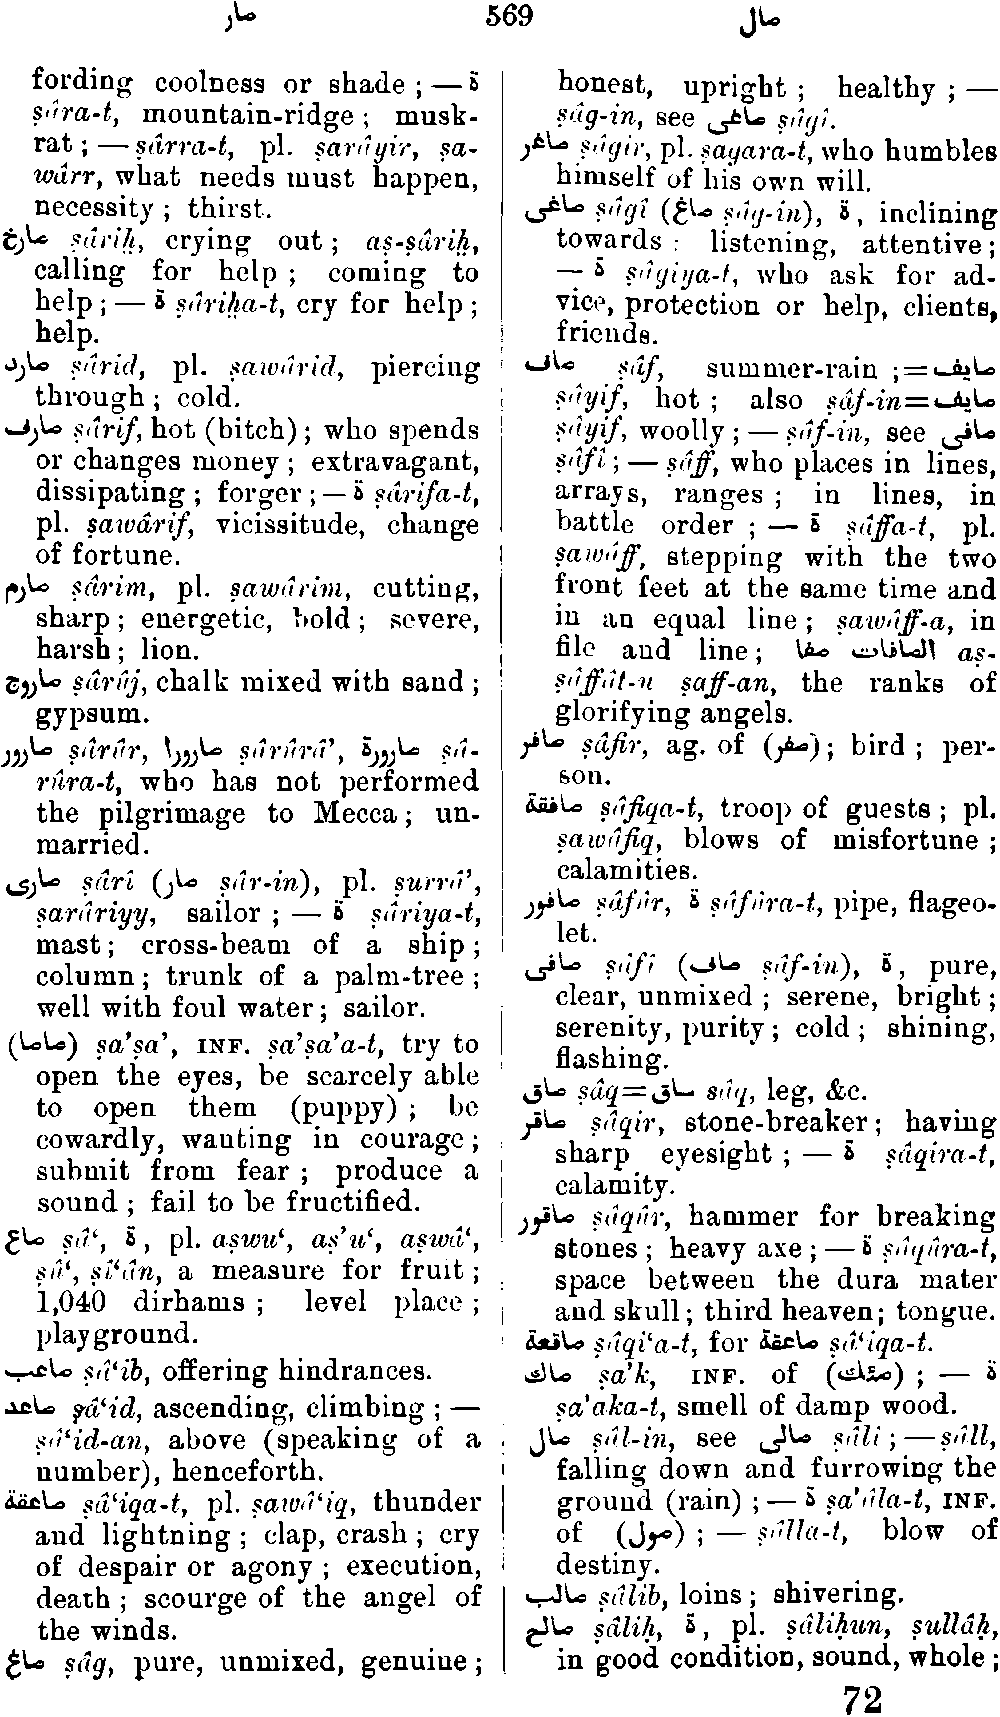 صار 569 صال
fording coolness or shade ; — ة
ṣâra-t, mountain-ridge ; musk-
rat ; — ṣârra-t, pl. ṣarâyir, ṣa-
wârr, what needs must happen,
necessity ; thirst.
صارخ ṣâriḫ, crying out ; aṣ-ṣâriḫ,
calling for help ; coming to
help ; — ة ṣâriḫa-t, cry for help ;
help.
صارد ṣârid, pl. ṣawârid, piercing
through ; cold.
صارف ṣârif, hot (bitch) ; who spends
or changes money ; extravagant,
dissipating ; forger ; — ة ṣârifa-t,
pl. ṣawârif, vicissitude, change
of fortune.
صارم ṣârim, pl. ṣawârim, cutting,
sharp ; energetic, bold ; severe,
harsh ; lion.
صاروج ṣârûj, chalk mixed with sand ;
gypsum.
صارور ṣârûr, صارورا ṣârûrâ’, صارورة ṣâ-
rûra-t, who has not performed
the pilgrimage to Mecca ; un-
married.
صارى ṣârî (صار ṣâr-in), pl. ṣurrâ’,
ṣarâriyy, sailor ; — ة ṣâriya-t,
mast ; cross-beam of a ship ;
column ; trunk of a palm-tree ;
well with foul water ; sailor.
(صاصا) ṣa’ṣa’, INF. ṣa’ṣa’a-t, try to
open the eyes, be scarcely able
to open them (puppy) ; be
cowardly, wanting in courage ;
submit from fear ; produce a
sound ; fail to be fructified.
صاع ṣâ‘, ة, pl. aṣwu‘, aṣ’u‘, aṣwâ‘,
ṣû‘, ṣî‘ân, a measure for fruit ;
1,040 dirhams ; level place ;
playground.
صاعب ṣâ‘ib, offering hindrances.
صاعد ṣâ‘id, ascending, climbing ; —
ṣâ‘id-an, above (speaking of a
number), henceforth.
صاعقة ṣâ‘iqa-t, pl. ṣawâ‘iq, thunder
and lightning ; clap, crash ; cry
of despair or agony ; execution,
death ; scourge of the angel of
the winds.
صاغ ṣâg, pure, unmixed, genuine ;
honest, upright ; healthy ; —
ṣâg-in, see صاغى ṣâgî.
صاغر ṣâgir, pl. ṣagara-t, who humbles
himself of his own will.
صاغى ṣâgî (صاغ ṣâg-in), ة, inclining
towards : listening, attentive ;
— ة ṣâgiya-t, who ask for ad-
vice, protection or help, clients,
friends.
صاف ṣâf, summer-rain ; = صايف
ṣâyif, hot ; also ṣâf-in = صايف
ṣâyif, woolly ; — ṣâf-in, see صافى
ṣâfî ; — ṣâff, who places in lines,
arrays, ranges ; in lines, in
battle order ; — ة ṣâffa-t, pl.
ṣawâff, stepping with the two
front feet at the same time and
in an equal line ; ṣawâff-a, in
file and line ; الصافات صفا aṣ-
ṣâffât-u ṣaff-an, the ranks of
glorifying angels.
صافر ṣâfir, ag. of (صفر) ; bird ; per-
son.
صافقة ṣâfiqa-t, troop of guests ; pl.
ṣawâfiq, blows of misfortune ;
calamities.
صافور ṣâfûr, ة ṣâfûra-t, pipe, flageo-
let.
صافى ṣâfî (صاف ṣâf-in), ة, pure,
clear, unmixed ; serene, bright ;
serenity, purity ; cold ; shining,
flashing.
صاق ṣâq = ساق sâq, leg, &c.
صاقر ṣâqir, stone-breaker ; having
sharp eyesight ; — ة ṣâqira-t,
calamity.
صاقور ṣâqûr, hammer for breaking
stones ; heavy axe ; — ة ṣâqûra-t,
space between the dura mater
and skull ; third heaven ; tongue.
صاقعة ṣâqi‘a-t, for صاعقة ṣâ‘iqa-t.
صاك ṣa’k, INF. of (صئك) ; — ة
ṣa’aka-t, smell of damp wood.
صال ṣâl-in, see صالى ṣâlî ; — ṣâll,
falling down and furrowing the
ground (rain) ; — ة ṣa’âla-t, INF.
of (صول) ; — ṣâlla-t, blow of
destiny.
صالب ṣâlib, loins ; shivering.
صالح ṣâliḥ, ة, pl. ṣâliḥun, ṣullâḥ,
in good condition, sound, whole ;
72